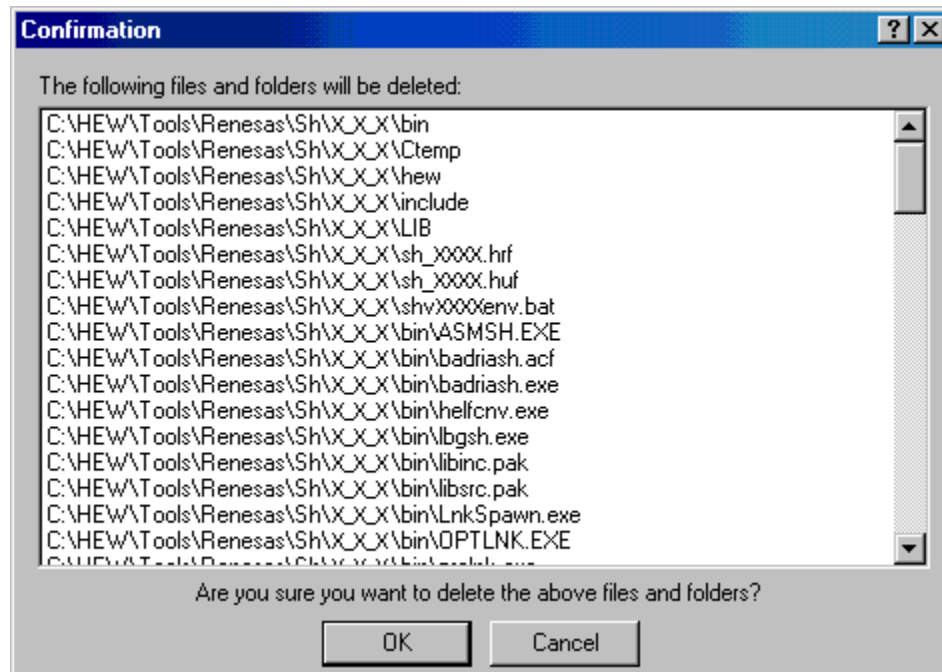 Confirmation
The following files and folders will be deleted:
C:\HEW\Tools\Renesas\Sh\X_X_X\bin
C:\HEW\Tools\Renesas\Sh\X_X_X\Ctemp
C:\HEW\Tools\Renesas\Sh\X_X_X\hew
C:\HEW\Tools\Renesas\Sh\X_X_X\include
C:\HEW\Tools\Renesas\Sh\X_X_X\LIB
C:\HEW\Tools\Renesas\Sh\X_X_X\sh_XXXX.hrf
C:\HEW\Tools\Renesas\Sh\X_X_X\sh_XXXX.huf
C:\HEW\Tools\Renesas\Sh\X_X_X\shvXXXXenv.bat
C:\HEW\Tools\Renesas\Sh\X_X_X\bin\ASMSH.EXE
C:\HEW\Tools\Renesas\Sh\X_X_X\bin\badriash.acf
C:\HEW\Tools\Renesas\Sh\X_X_X\bin\badriash.exe
C:\HEW\Tools\Renesas\Sh\X_X_X\bin\helfcnv.exe
C:\HEW\Tools\Renesas\Sh\X_X_X\bin\lbgsh.exe
C:\HEW\Tools\Renesas\Sh\X_X_X\bin\libinc.pak
C:\HEW\Tools\Renesas\Sh\X_X_X\bin\libsrc.pak
C:\HEW\Tools\Renesas\Sh\X_X_X\bin\LnkSpawn.exe
C:\HEW\Tools\Renesas\Sh\X_X_X\bin\OPTLNK.EXE
Are you sure you want to delete the above files and folders?
OK Cancel